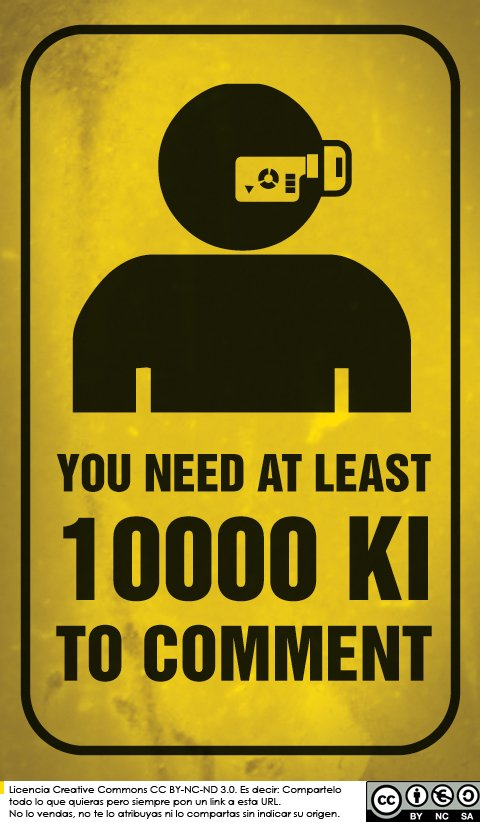 YOU NEED AT LEAST
10000 KI
TO COMMENT
Licencia Creative Commons CC BY-NC-ND 3.0. Es decir: Compartelo
todo lo que quieras pero siempre pon un link a esta URL.
No lo vendas, no te lo atribuyas ni lo compartas sin indicar su origen.
cc
BY NC SA